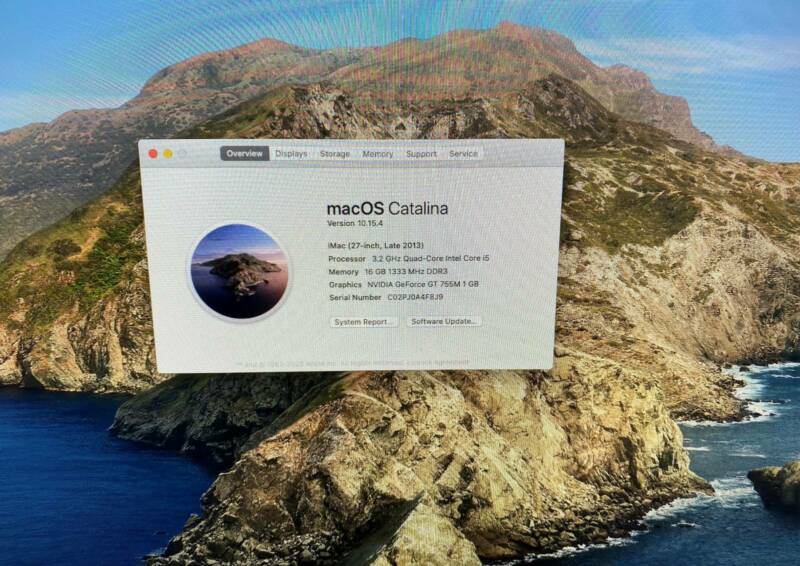 Overview Displays Storage Memory Support Service
macOS Catalina
Version 10.15.4
iMac (27-inch, Late 2013)
Processor 3.2 GHz Quad-Core Intel Core i5
Memory 16 GB 1333 MHz DDR3
Graphics NVIDIA GeForce GT 755M 1 GB
Serial Number C02PJ0A4F8J9
System Report... Software Update...